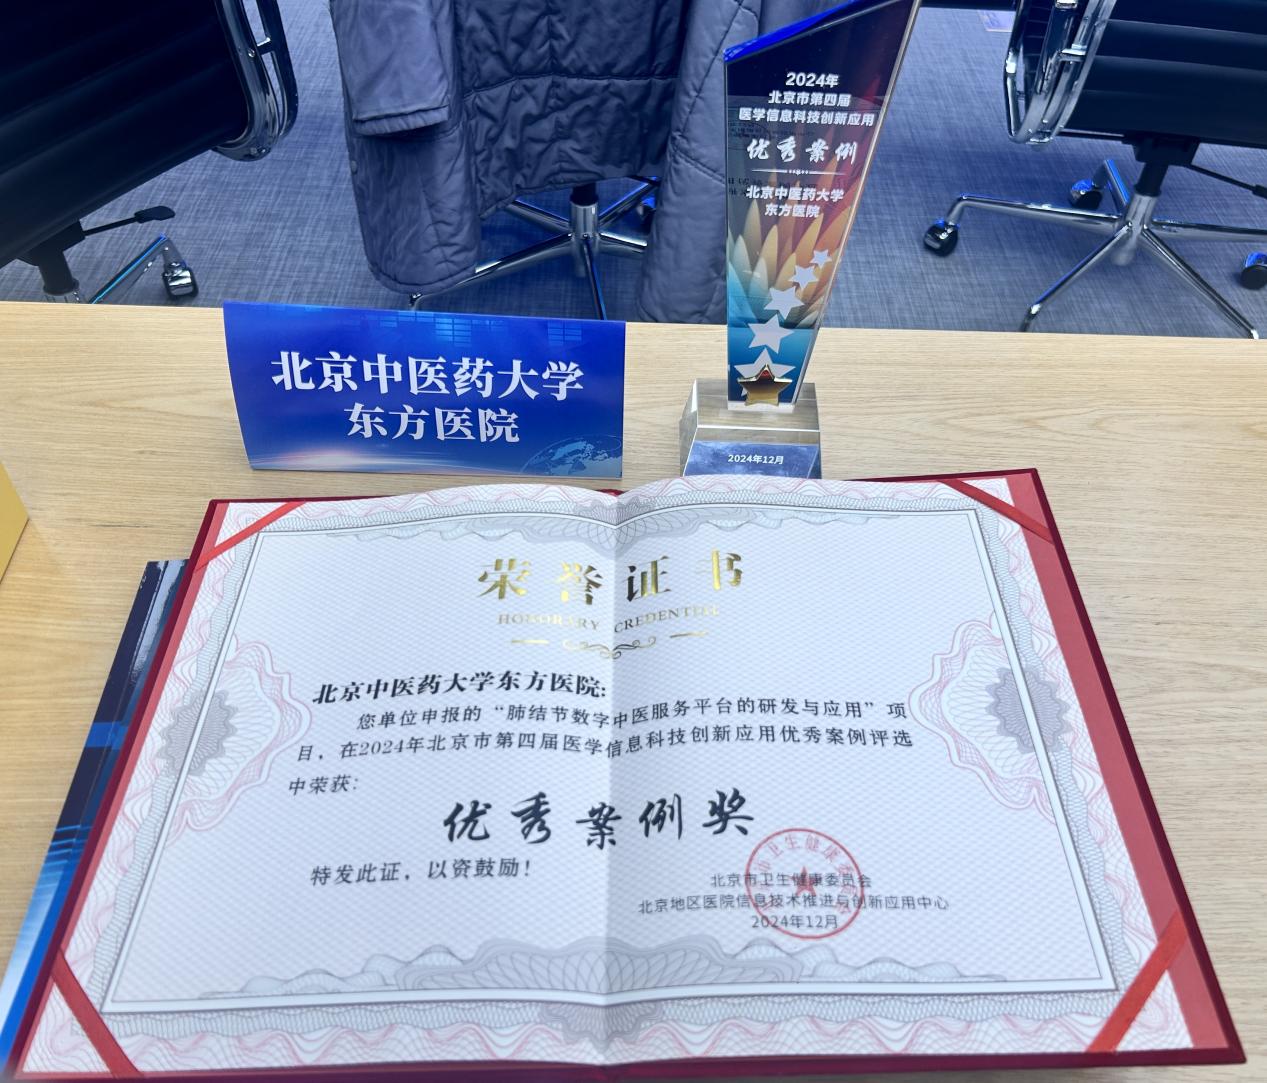 2024年
北京市第四届
医学信息科技创新应用
优秀案例
北京中医药大学
东方医院
2024年12月
北京中医药大学
东方医院
荣誉证书
HONORARY CREDENTIAL
北京中医药大学东方医院:
您单位申报的“肺结节数字中医服务平台的研发与应用”项
目，在2024年北京市第四届医学信息科技创新应用优秀案例评选
中荣获:
优秀案例奖
特发此证，以资鼓励！
北京市卫生健康委员会
北京地区医院信息技术推进与创新应用中心
2024年12月